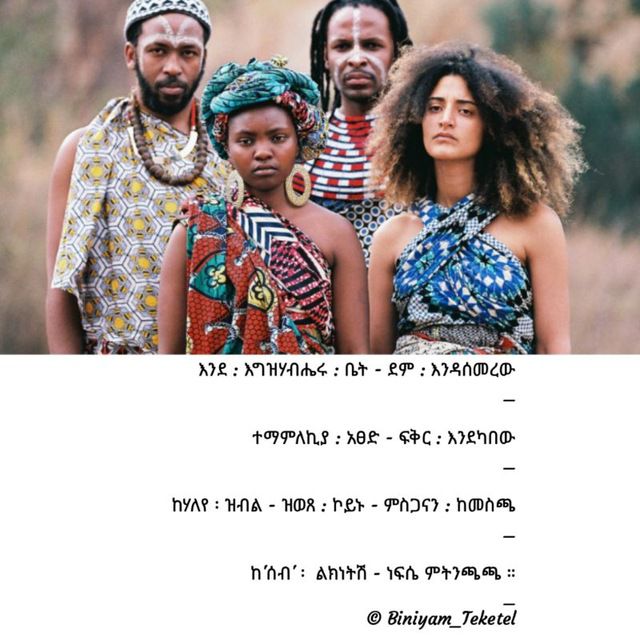 እንደ : እግዝሃብሔሩ : ቤት - ደም : እንዳሰመረው
—
ተማምለኪያ : አፀድ - ፍቅር : እንደካበው
—
ከሃለየ : ዝብል - ዝወጸ : ኮይኑ - ምስጋናን : ከመስጫ
—
ከ'ሰብ' : ልክነትሽ - ነፍሴ ምትንጫጫ ።
—
© Biniyam_Teketel